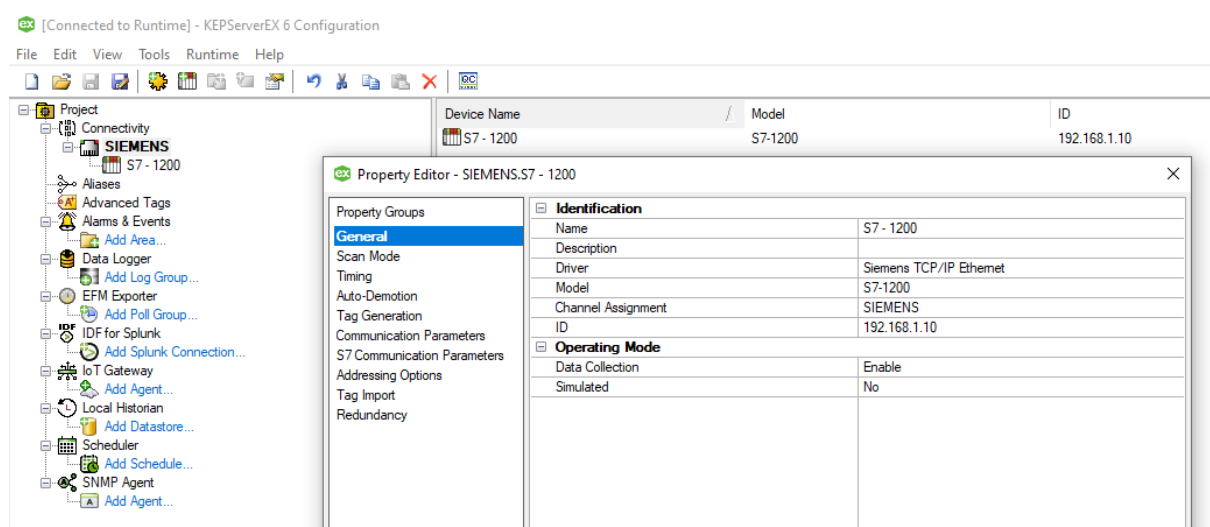 [Connected to Runtime] - KEPServerEX 6 Configuration
File Edit View Tools Runtime Help
Project
Connectivity
SIEMENS
S7 - 1200
Aliases
Advanced Tags
Alarms & Events
Add Area...
Data Logger
Add Log Group...
EFM Exporter
Add Poll Group...
IDF for Splunk
Add Splunk Connection...
IoT Gateway
Add Agent...
Local Historian
Add Datastore...
Scheduler
Add Schedule...
SNMP Agent
Add Agent...
Device Name Model ID
S7 - 1200 S7-1200 192.168.1.10
Property Editor - SIEMENS.S7 - 1200
Property Groups
General
Scan Mode
Timing
Auto-Demotion
Tag Generation
Communication Parameters
S7 Communication Parameters
Addressing Options
Tag Import
Redundancy
Identification
Name S7 - 1200
Description
Driver Siemens TCP/IP Ethernet
Model S7-1200
Channel Assignment SIEMENS
ID 192.168.1.10
Operating Mode
Data Collection Enable
Simulated No